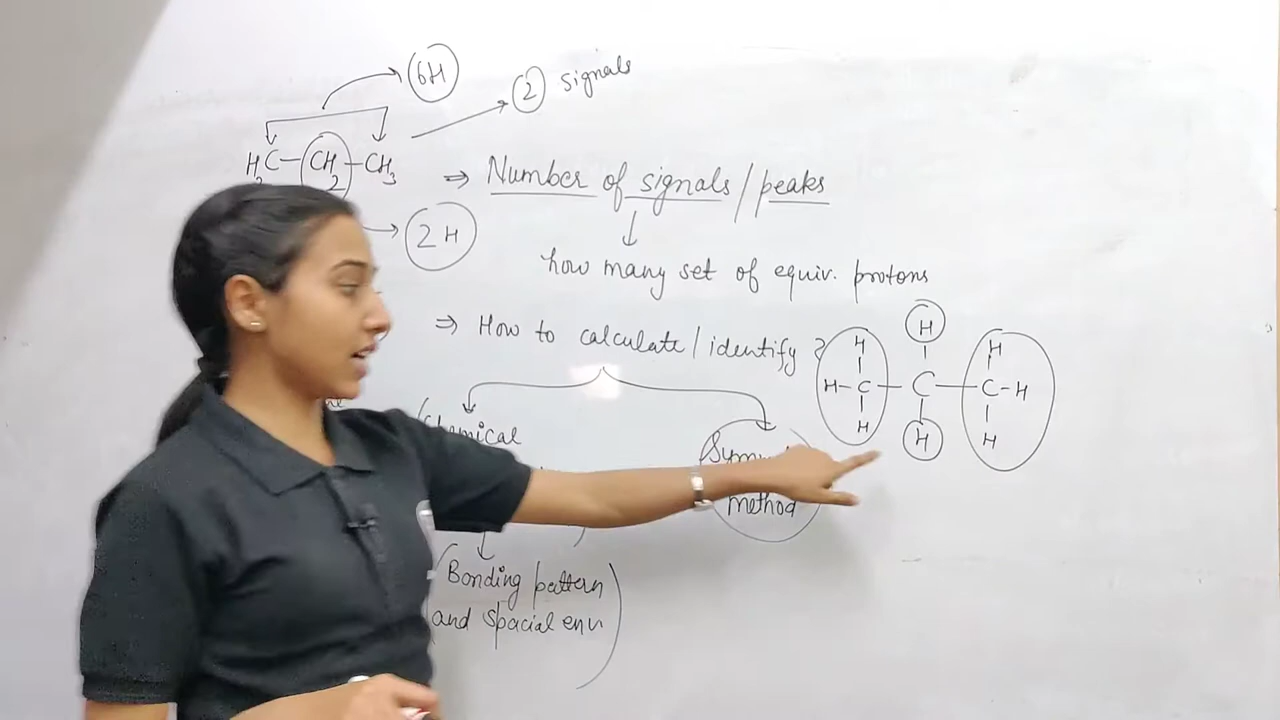 6H
2 signals
H3C-CH2-CH3
⇒ Number of signals / peaks
2H
how many set of equiv. protons
⇒ How to calculate / identify ?
H H H
H-C-C-C-H
H H H
Chemical
method
Bonding pattern
and spacial env